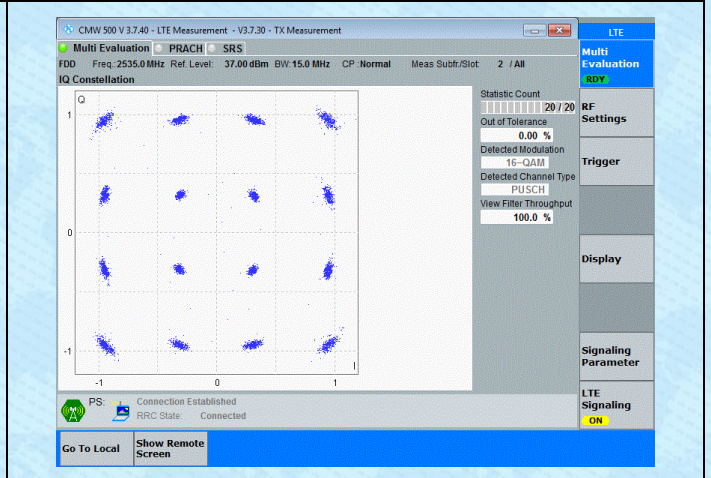 CMW 500 V 3.7.40 - LTE Measurement - V3.7.30 - TX Measurement
LTE
Multi Evaluation PRACH SRS
Multi Evaluation
RDY
FDD Freq.:2535.0 MHz Ref. Level: 37.00 dBm BW:15.0 MHz CP :Normal Meas Subfr./Slot: 2 / All
IQ Constellation
Q
1
0
-1
-1 0 1
I
Statistic Count
20 / 20
Out of Tolerance
0.00 %
Detected Modulation
16-QAM
Detected Channel Type
PUSCH
View Filter Throughput
100.0 %
RF
Settings
Trigger
Display
Signaling
Parameter
LTE
Signaling
ON
PS: Connection Established
RRC State: Connected
Go To Local
Show Remote
Screen